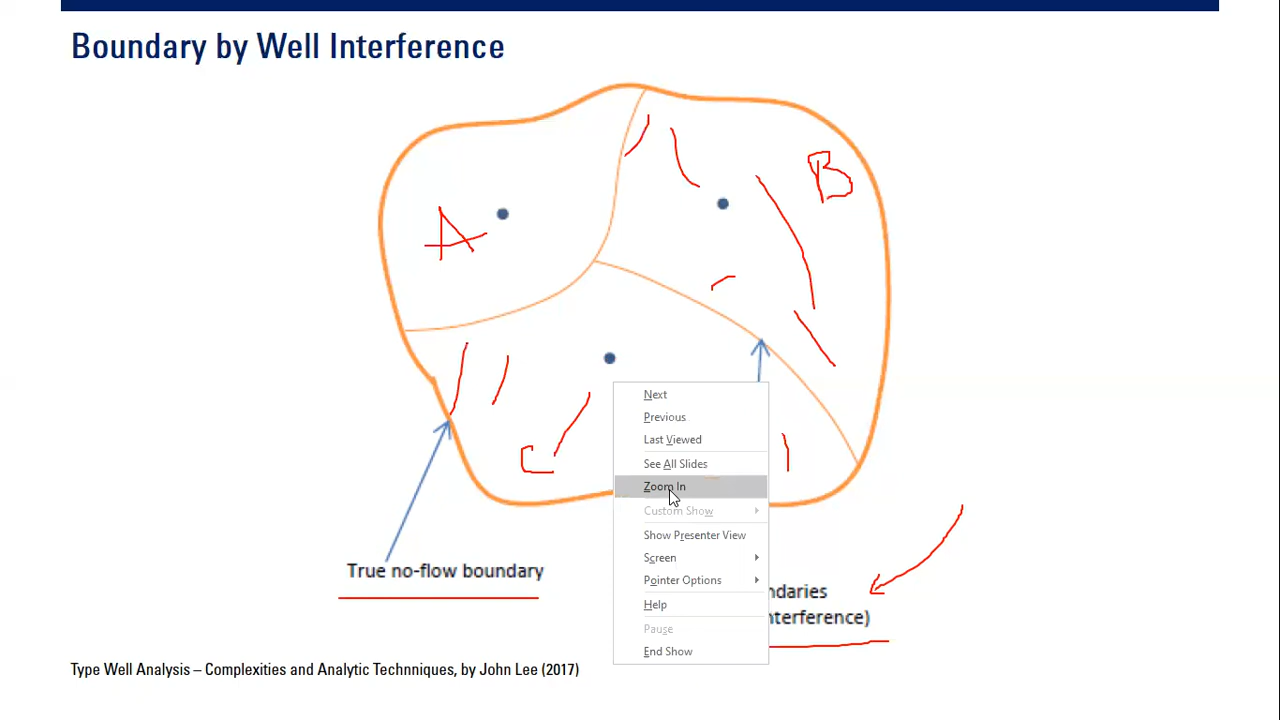 Boundary by Well Interference
B
A
C
Next
Previous
Last Viewed
See All Slides
Zoom In
Custom Show
Show Presenter View
Screen
Pointer Options
Help
Pause
End Show
True no-flow boundary
ndaries
nterference)
Type Well Analysis – Complexities and Analytic Technniques, by John Lee (2017)